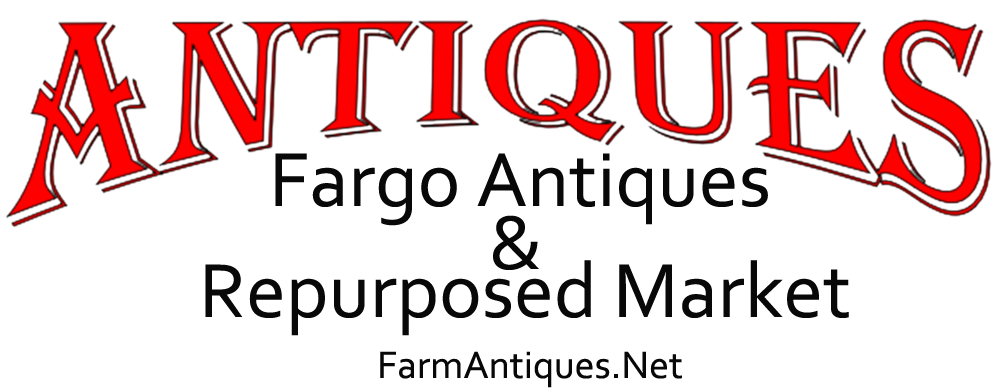 ANTIQUES
Fargo Antiques
&
Repurposed Market
FarmAntiques.Net